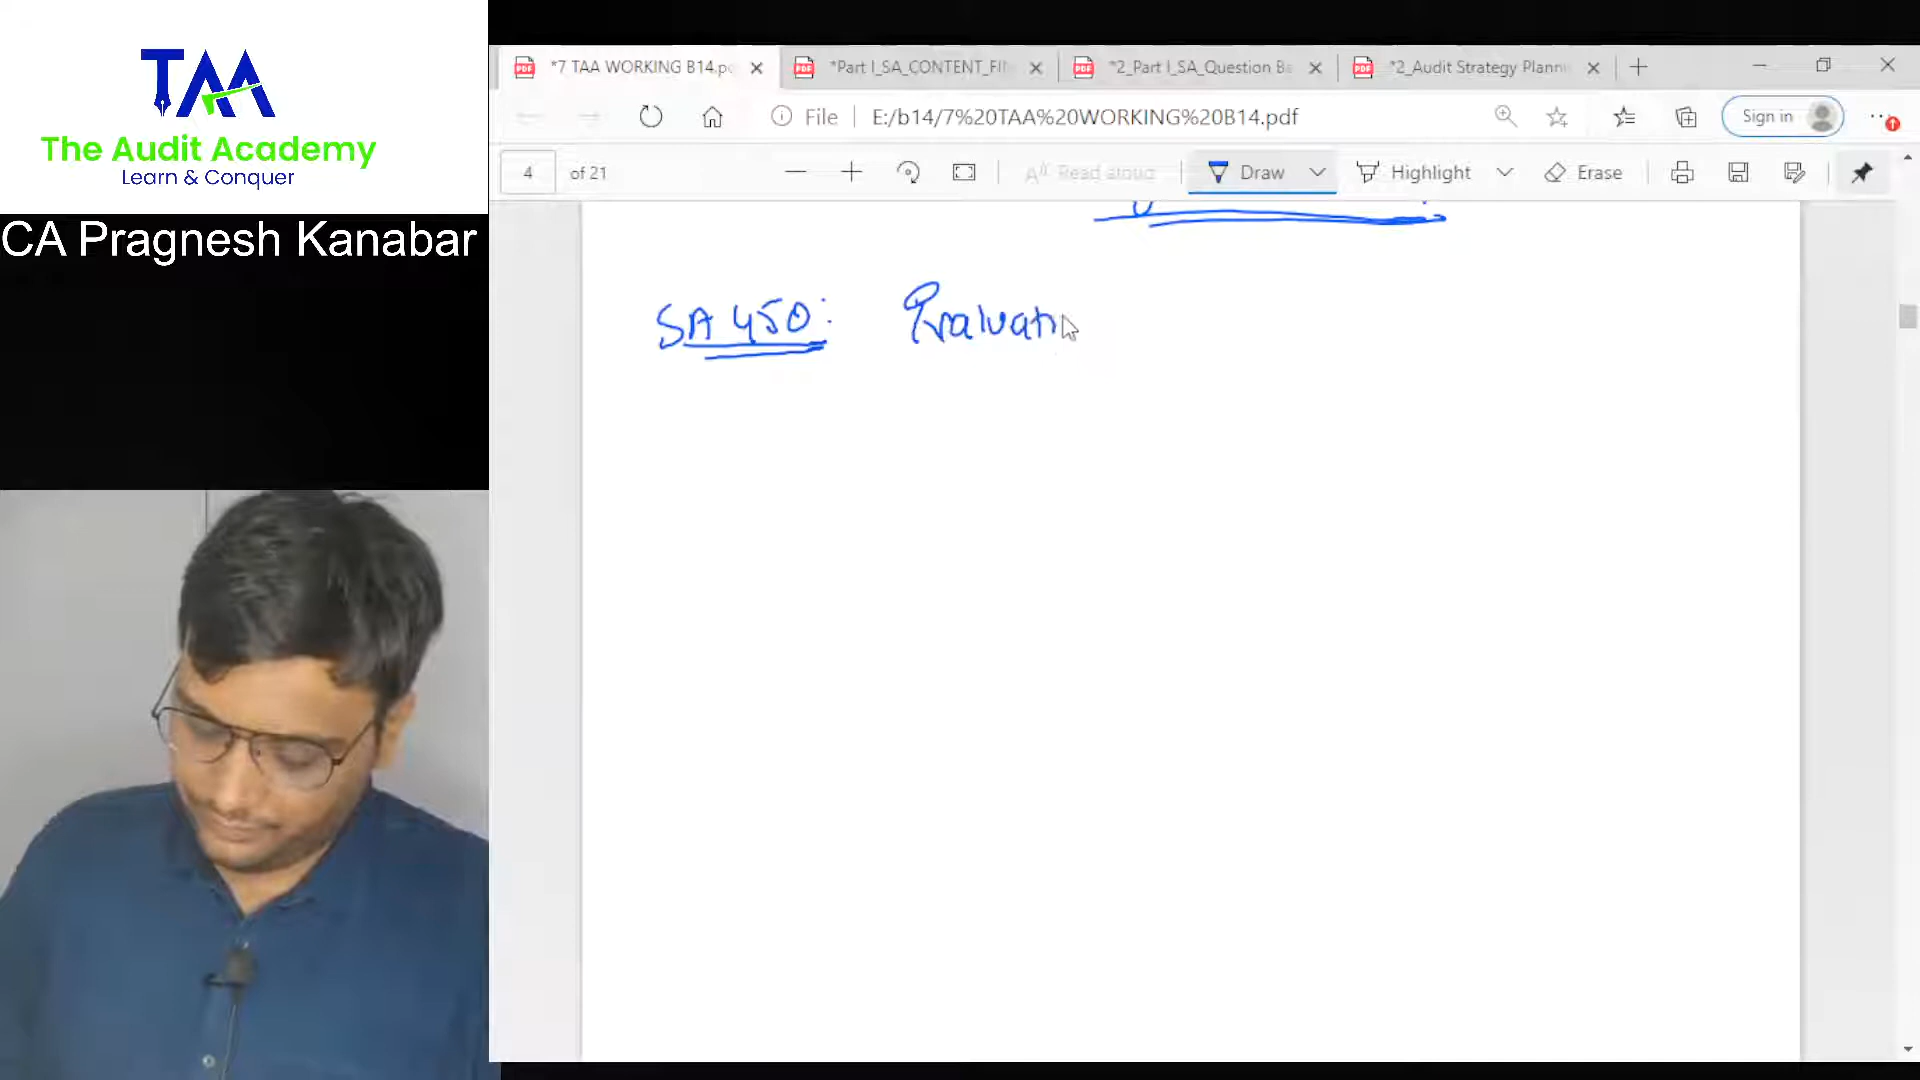 TAA
The Audit Academy
Learn & Conquer
CA Pragnesh Kanabar
*7 TAA WORKING B14.p
*Part I_SA_CONTENT_FI
*2_Part I_SA_Question B
*2_Audit Strategy Plann
File
E:/b14/7%20TAA%20WORKING%20B14.pdf
Sign in
4 of 21
Read aloud
Draw
Highlight
Erase
SA 450: Evaluati